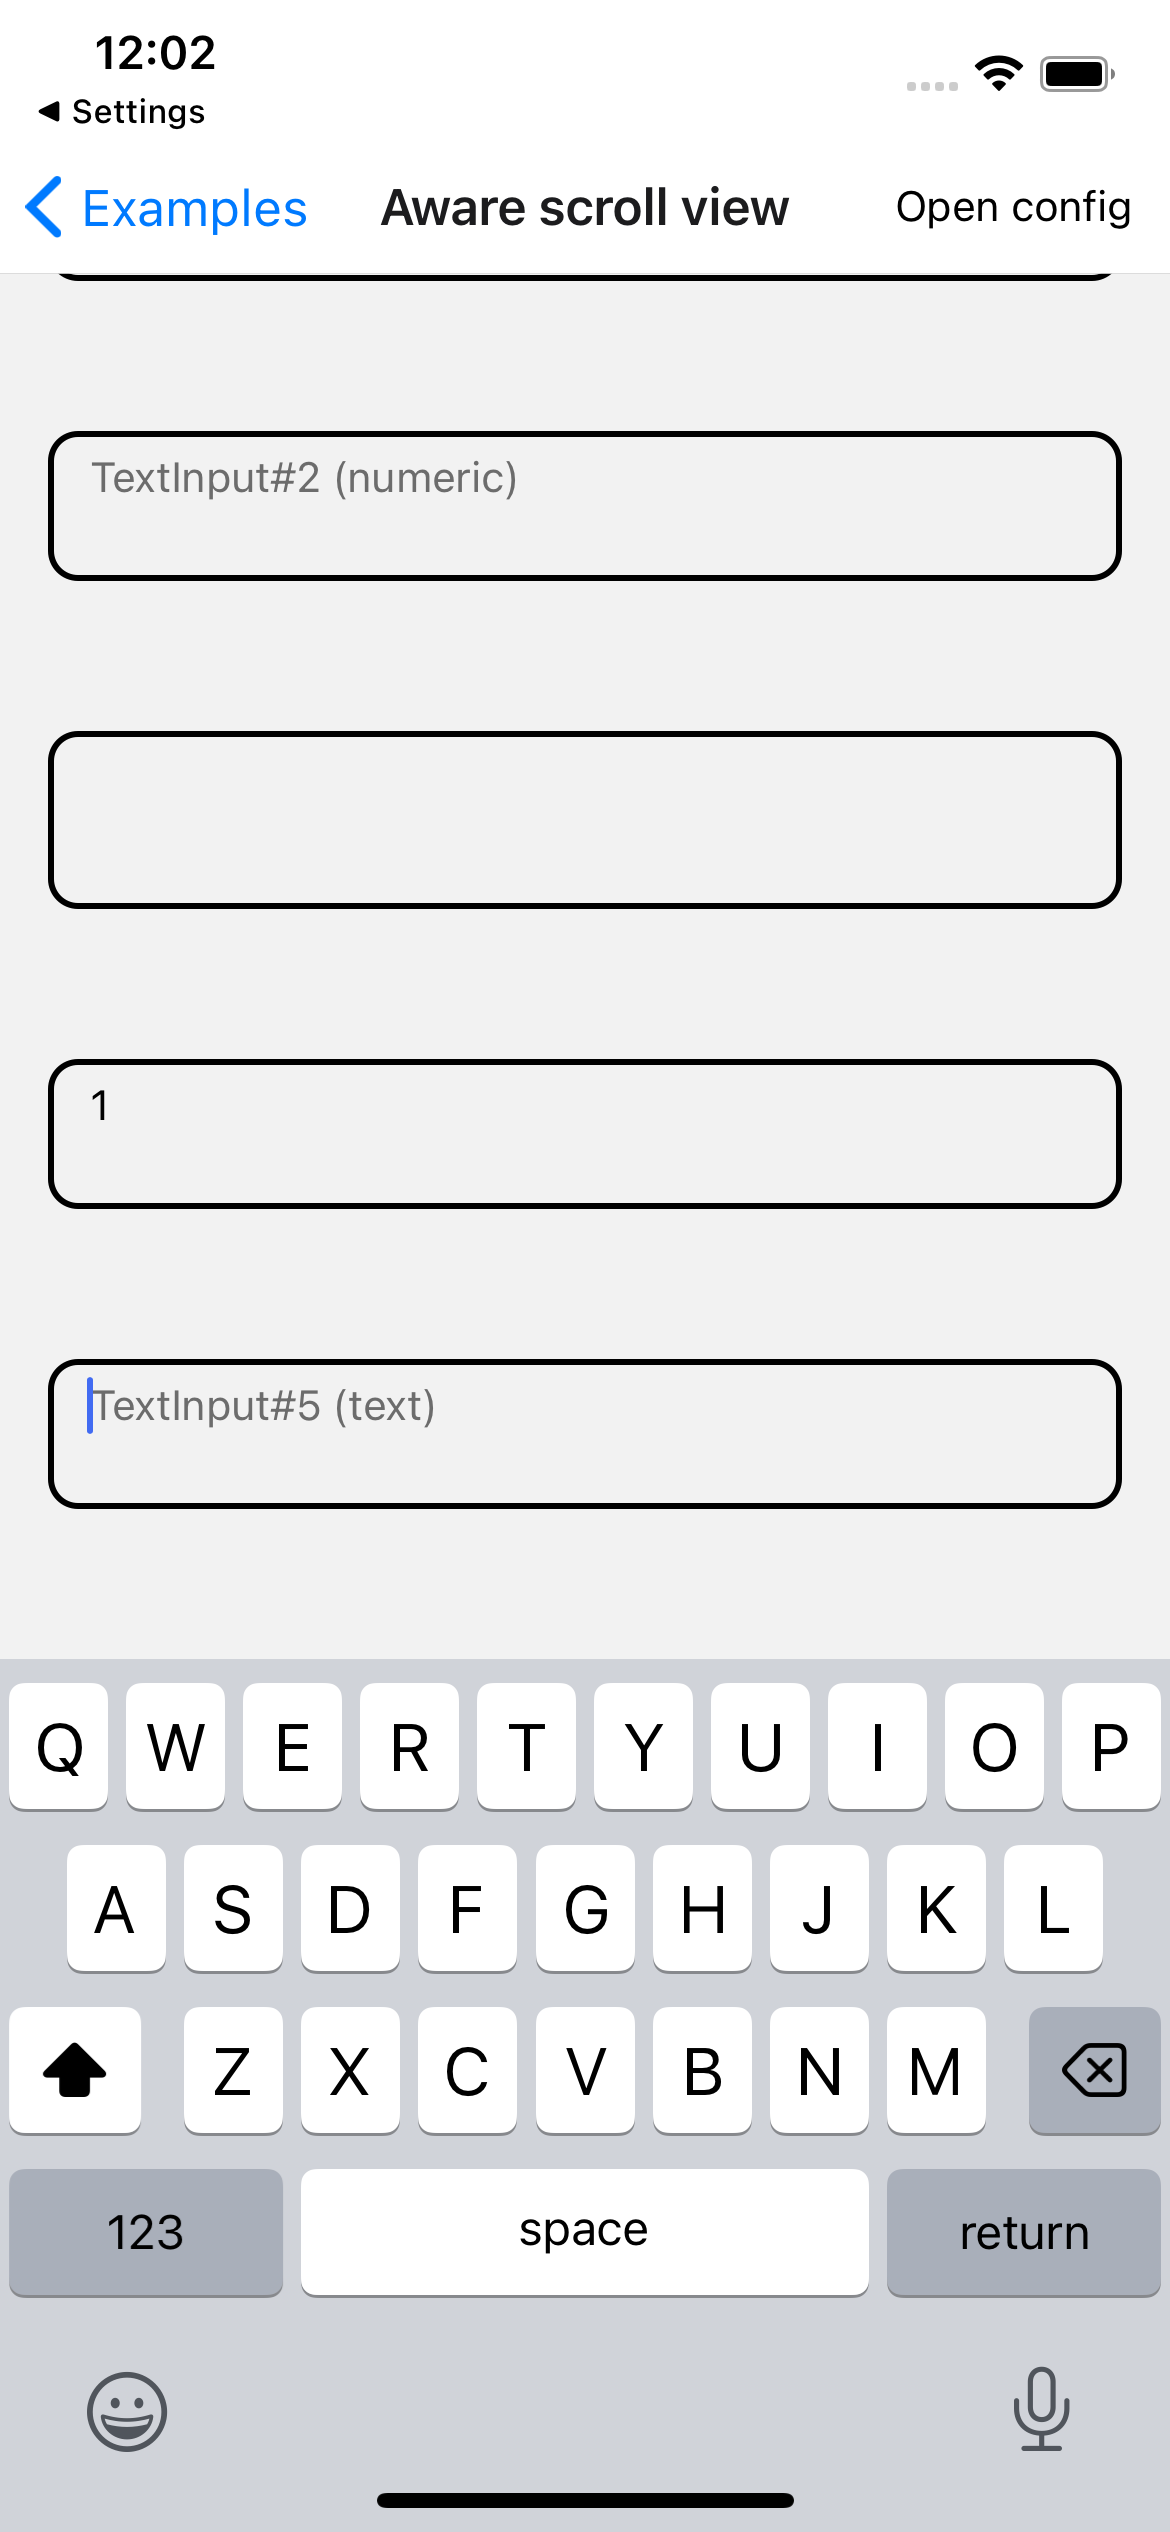 12:02
◀ Settings
Examples Aware scroll view Open config
TextInput#2 (numeric)
1
TextInput#5 (text)
Q W E R T Y U I O P
A S D F G H J K L
Z X C V B N M
123 space return